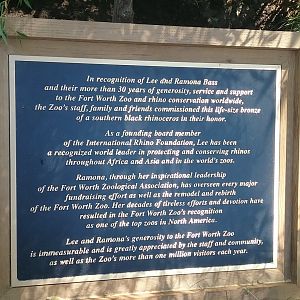 In recognition of Lee and Ramona Bass
and their more than 30 years of generosity, service and support
to the Fort Worth Zoo and rhino conservation worldwide,
the Zoo's staff, family and friends commissioned this life-size bronze
of a southern black rhinoceros in their honor.
As a founding board member
of the International Rhino Foundation, Lee has been
a recognized world leader in protecting and conserving rhinos
throughout Africa and Asia and in the world's zoos.
Ramona, through her inspirational leadership
of the Fort Worth Zoological Association, has overseen every major
fundraising effort as well as the remodel and rebirth
of the Fort Worth Zoo. Her decades of tireless efforts and devotion have
resulted in the Fort Worth Zoo's recognition
as one of the top zoos in North America.
Lee and Ramona's generosity to the Fort Worth Zoo
is immeasurable and is greatly appreciated by the staff and community,
as well as the Zoo's more than one million visitors each year.